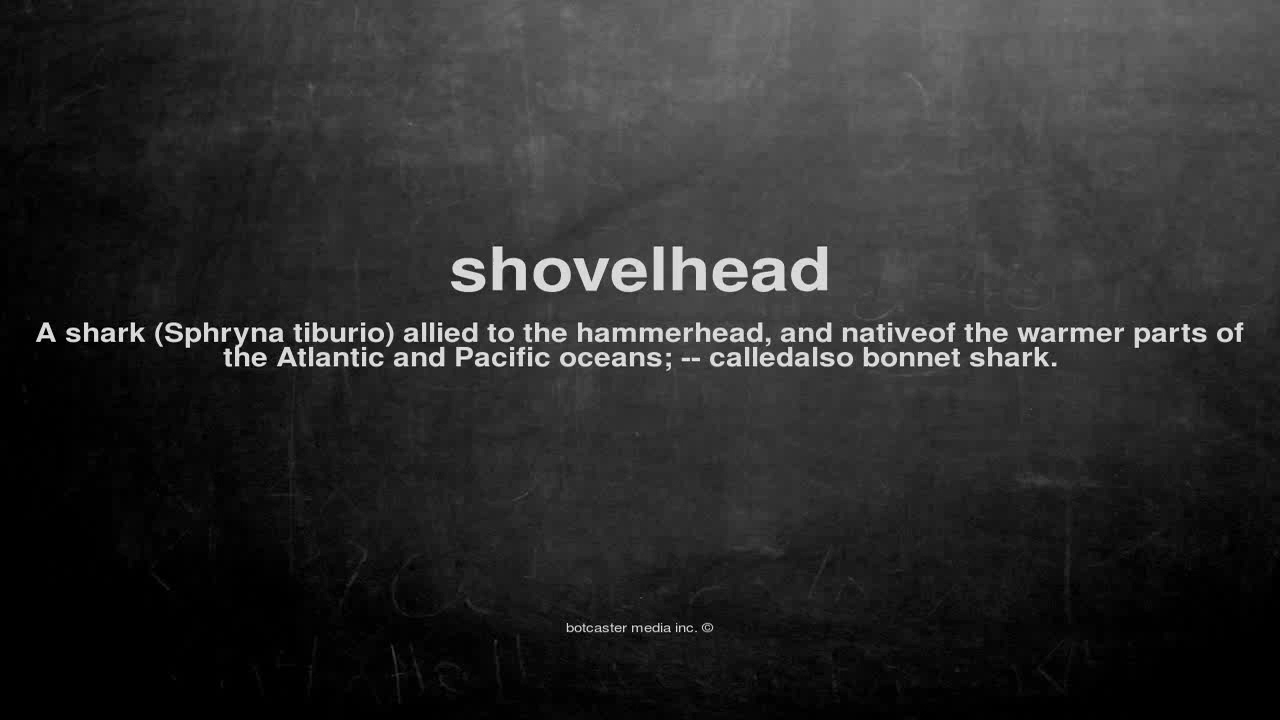 shovelhead
A shark (Sphryna tiburio) allied to the hammerhead, and nativeof the warmer parts of
the Atlantic and Pacific oceans; -- calledalso bonnet shark.
botcaster media inc. ©